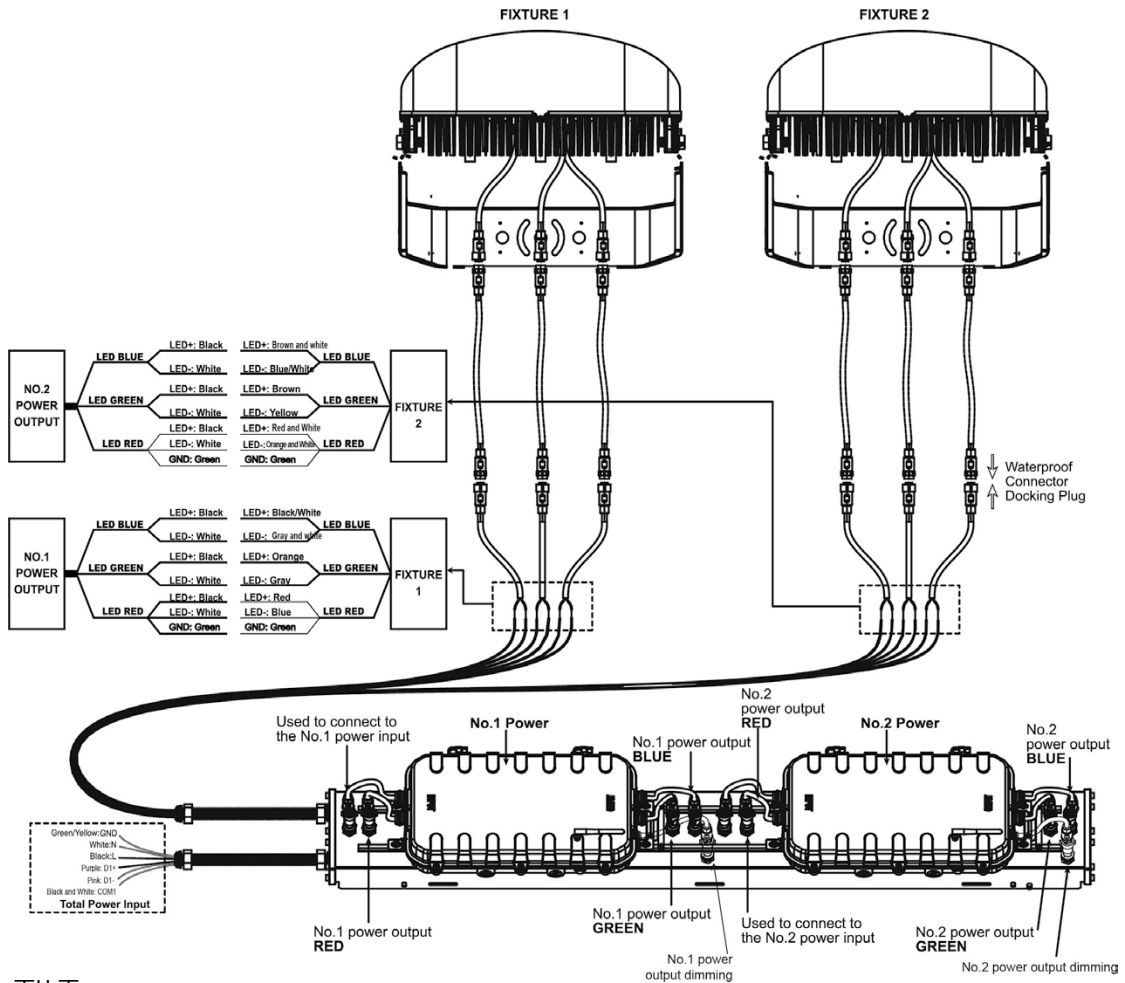 FIXTURE 1
FIXTURE 2
NO.2
POWER
OUTPUT
LED BLUE
LED+: Black
LED-: White
LED GREEN
LED+: Black
LED-: White
LED RED
LED+: Black
LED-: White
GND: Green
LED+: Brown and white
LED-: Blue/White
LED BLUE
LED+: Brown
LED-: Yellow
LED GREEN
LED+: Red and White
LED-: Orange and White
GND: Green
LED RED
FIXTURE
2
Waterproof
Connector
Docking Plug
NO.1
POWER
OUTPUT
LED BLUE
LED+: Black
LED-: White
LED GREEN
LED+: Black
LED-: White
LED RED
LED+: Black
LED-: White
GND: Green
LED+: Black/White
LED-: Gray and white
LED BLUE
LED+: Orange
LED-: Gray
LED GREEN
LED+: Red
LED-: Blue
GND: Green
LED RED
FIXTURE
1
Used to connect to
the No.1 power input
No.1 Power
No.1 power output
BLUE
No.2
power output
RED
No.2 Power
No.2
power output
BLUE
Green/Yellow:GND
White:N
Black:L
Purple: D1+
Pink: D1-
Black and White: COM1
Total Power Input
No.1 power output
RED
No.1 power output
GREEN
No.1 power
output dimming
Used to connect to
the No.2 power input
No.2 power output
GREEN
No.2 power output dimming